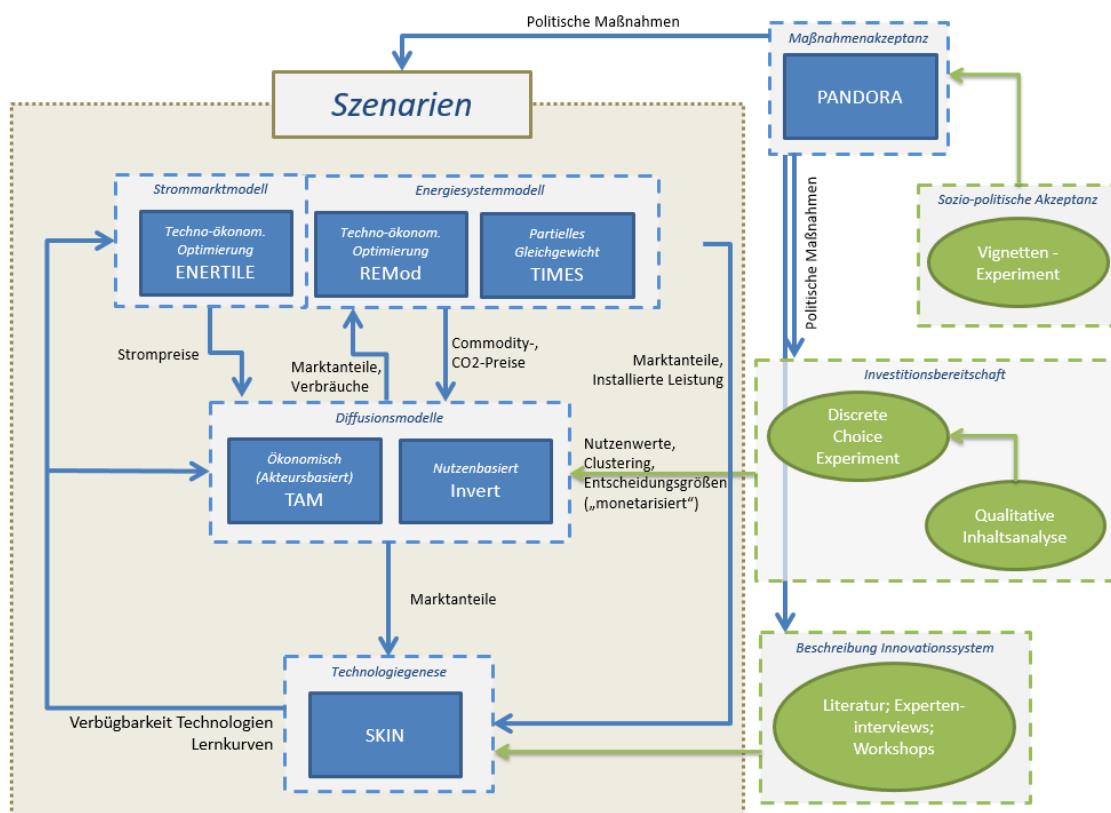 Politische Maßnahmen
Maßnahmenakzeptanz
PANDORA
Szenarien
Strommarktmodell
Energiesystemmodell
Techno-ökonom.
Optimierung
ENERTILE
Techno-ökonom.
Optimierung
REMod
Partielles
Gleichgewicht
TIMES
Politische Maßnahmen
Sozio-politische Akzeptanz
Vignetten -
Experiment
Strompreise
Marktanteile,
Verbräuche
Commodity-,
CO2-Preise
Marktanteile,
Installierte Leistung
Investitionsbereitschaft
Discrete
Choice
Experiment
Qualitative
Inhaltsanalyse
Diffusionsmodelle
Ökonomisch
(Akteursbasiert)
TAM
Nutzenbasiert
Invert
Nutzenwerte,
Clustering,
Entscheidungsgrößen
(„monetarisiert“)
Marktanteile
Technologiegenese
SKIN
Verbügbarkeit Technologien
Lernkurven
Beschreibung Innovationssystem
Literatur; Experten-
interviews;
Workshops